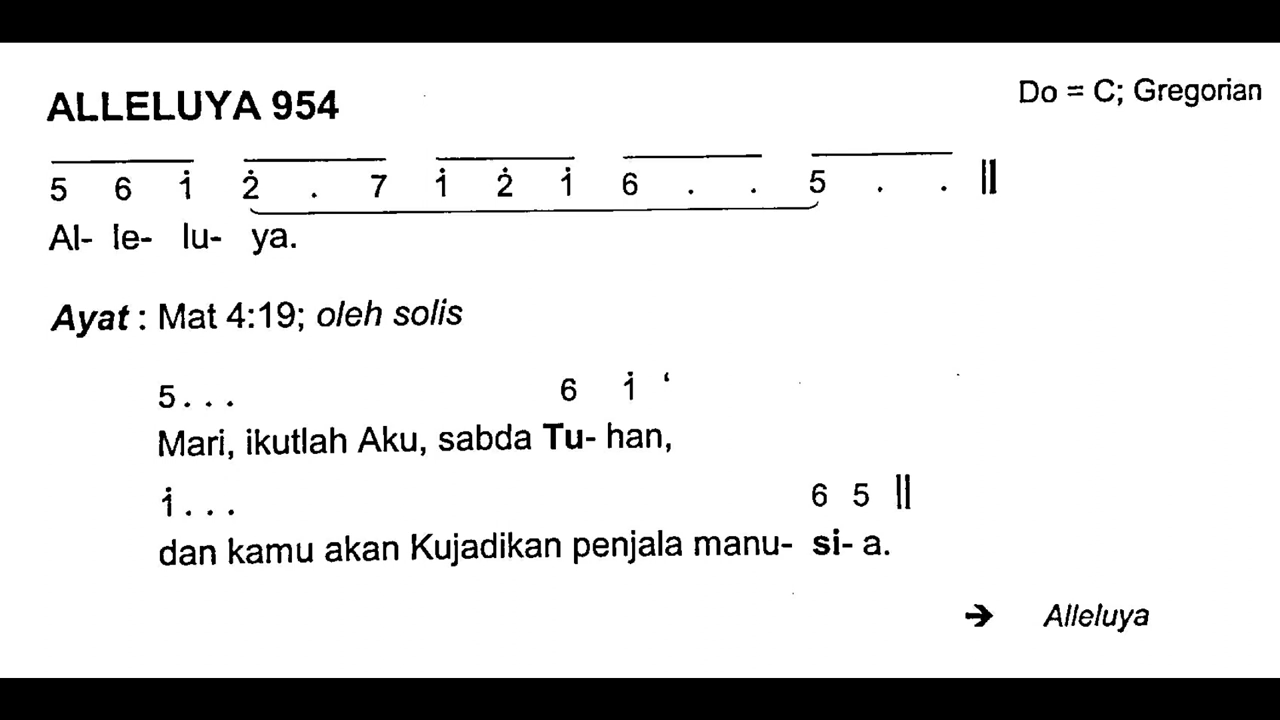 ALLELUYA 954
Do = C; Gregorian
5 6 1̇ 2̇ . 7 1̇ 2̇ 1̇ 6 . . 5 . . ||
Al- le- lu- ya.
Ayat : Mat 4:19; oleh solis
5 . . . 6 1̇ ‘
Mari, ikutlah Aku, sabda Tu- han,
1̇ . . . 6 5 ||
dan kamu akan Kujadikan penjala manu- si- a.
➔ Alleluya